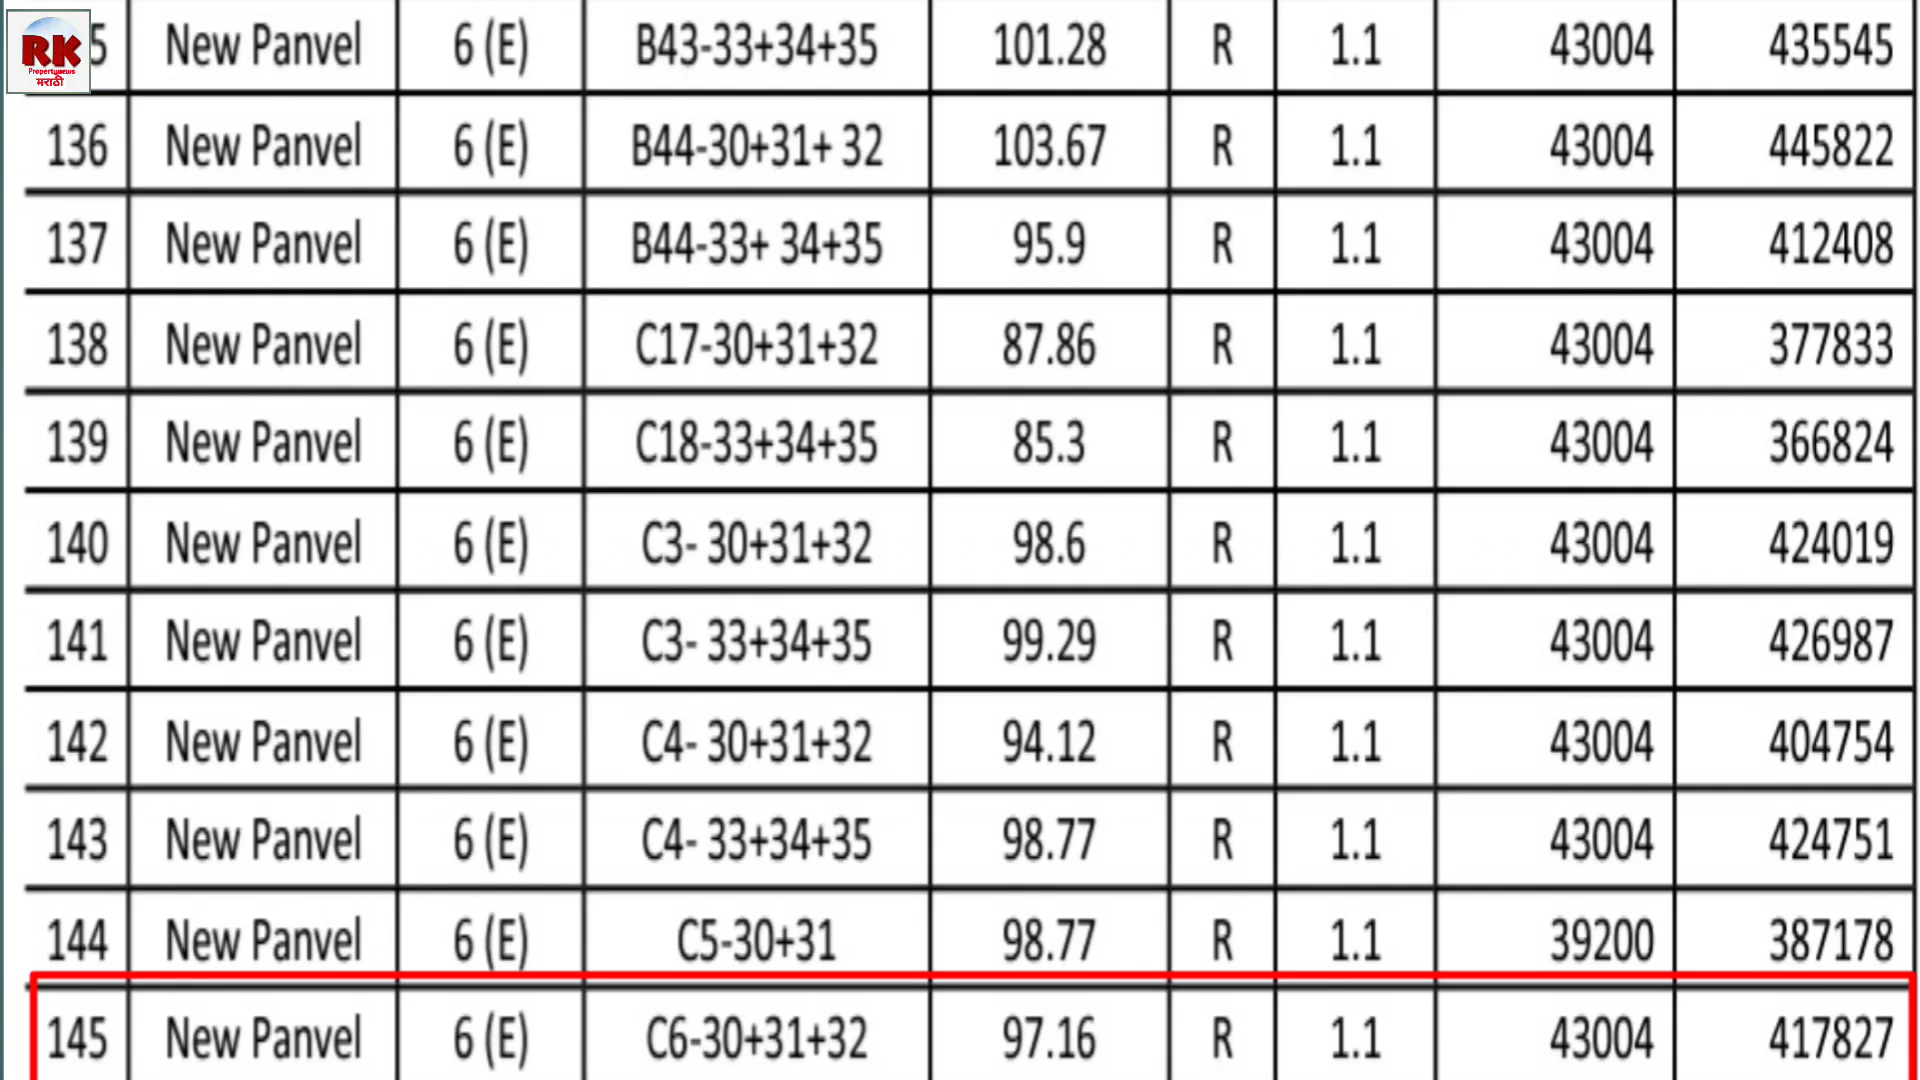 RK
Propertynews
मराठी
5 New Panvel 6 (E) B43-33+34+35 101.28 R 1.1 43004 435545
136 New Panvel 6 (E) B44-30+31+ 32 103.67 R 1.1 43004 445822
137 New Panvel 6 (E) B44-33+ 34+35 95.9 R 1.1 43004 412408
138 New Panvel 6 (E) C17-30+31+32 87.86 R 1.1 43004 377833
139 New Panvel 6 (E) C18-33+34+35 85.3 R 1.1 43004 366824
140 New Panvel 6 (E) C3- 30+31+32 98.6 R 1.1 43004 424019
141 New Panvel 6 (E) C3- 33+34+35 99.29 R 1.1 43004 426987
142 New Panvel 6 (E) C4- 30+31+32 94.12 R 1.1 43004 404754
143 New Panvel 6 (E) C4- 33+34+35 98.77 R 1.1 43004 424751
144 New Panvel 6 (E) C5-30+31 98.77 R 1.1 39200 387178
145 New Panvel 6 (E) C6-30+31+32 97.16 R 1.1 43004 417827